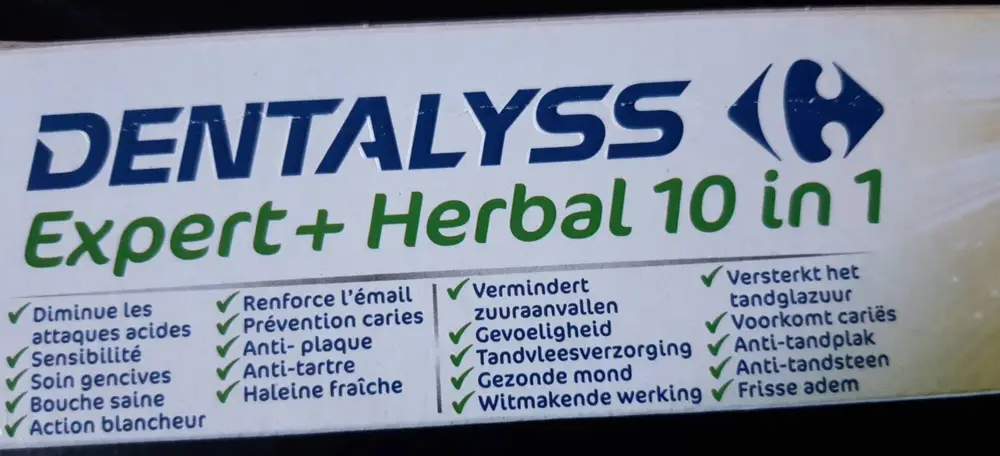 DENTALYSS
Expert+ Herbal 10 in 1
Diminue les
attaques acides
Sensibilité
Soin gencives
Bouche saine
Action blancheur
Renforce l'émail
Prévention caries
Anti- plaque
Anti-tartre
Haleine fraîche
Vermindert
zuuraanvallen
Gevoeligheid
Tandvleesverzorging
Gezonde mond
Witmakende werking
Versterkt het
tandglazuur
Voorkomt cariës
Anti-tandplak
Anti-tandsteen
Frisse adem